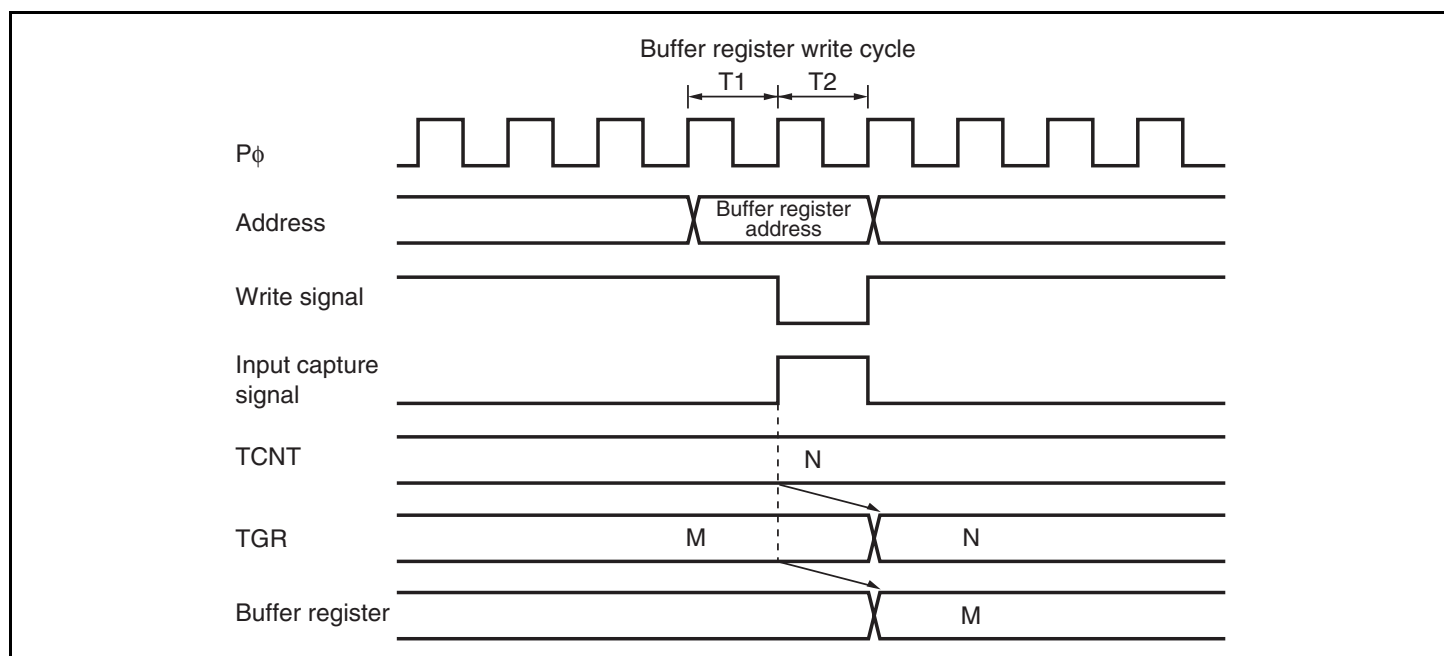 Buffer register write cycle
T1 T2
Pϕ
Buffer register
address
Address
Write signal
Input capture
signal
TCNT N
TGR M N
Buffer register M